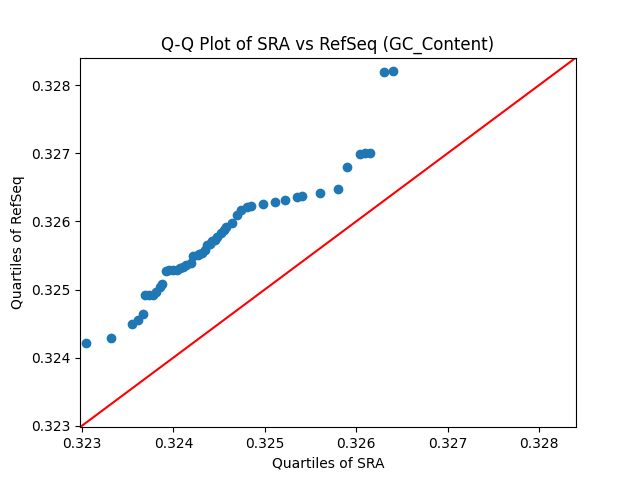 Q-Q Plot of SRA vs RefSeq (GC_Content)
Quartiles of RefSeq
0.328
0.327
0.326
0.325
0.324
0.323
0.323 0.324 0.325 0.326 0.327 0.328
Quartiles of SRA